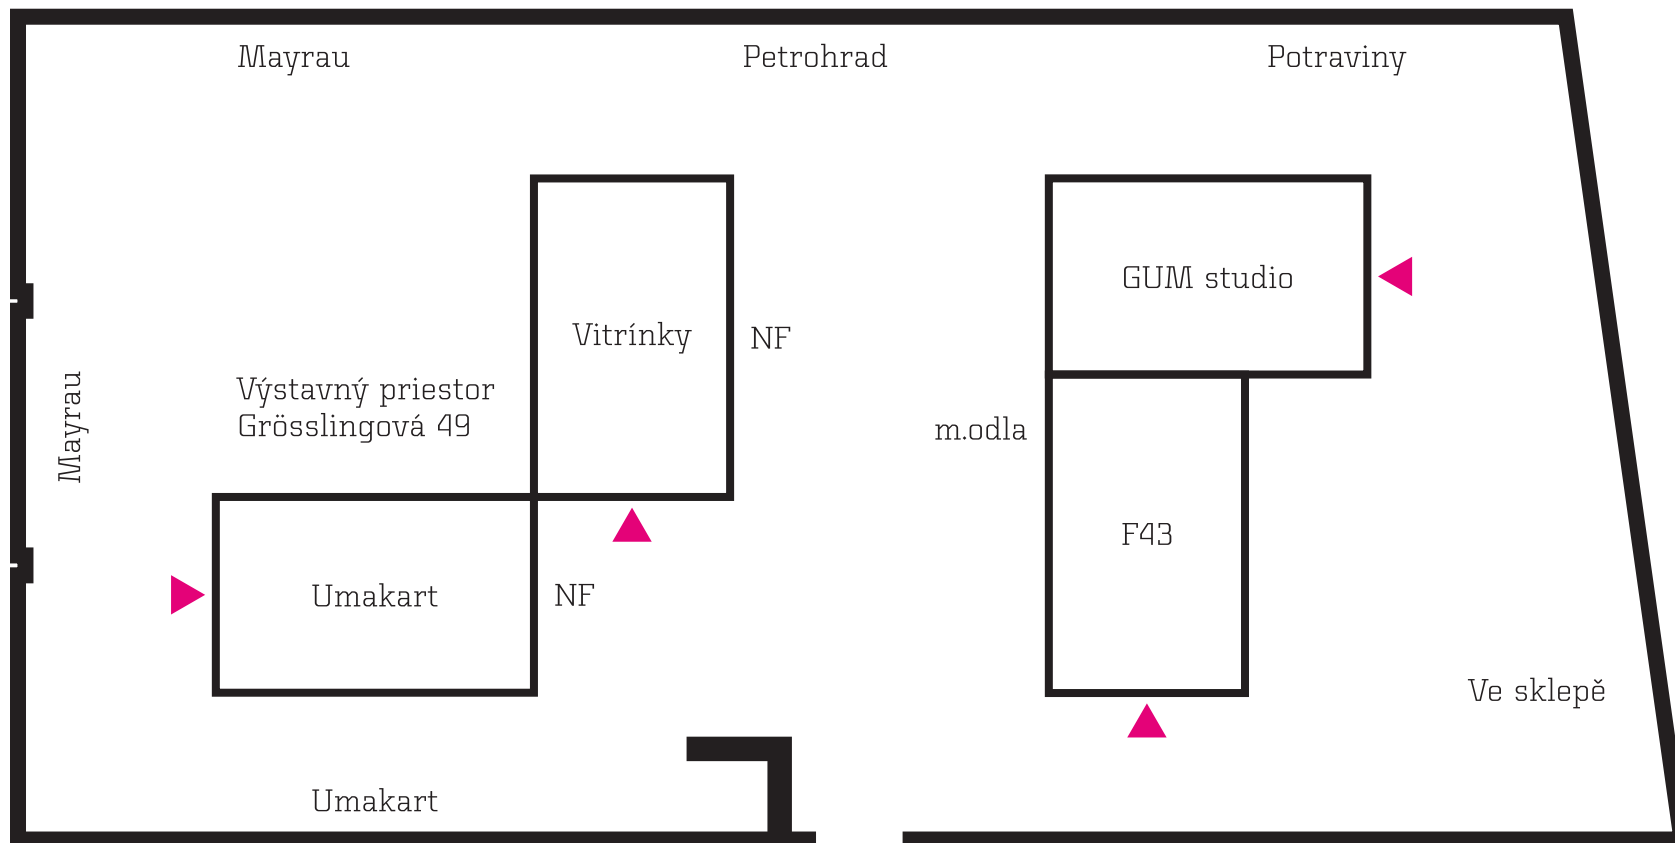 Mayrau
Petrohrad
Potraviny
GUM studio
Vitrínky
NF
Výstavný priestor
Grösslingová 49
Mayrau
m.odla
F43
Umakart
NF
Ve sklepě
Umakart